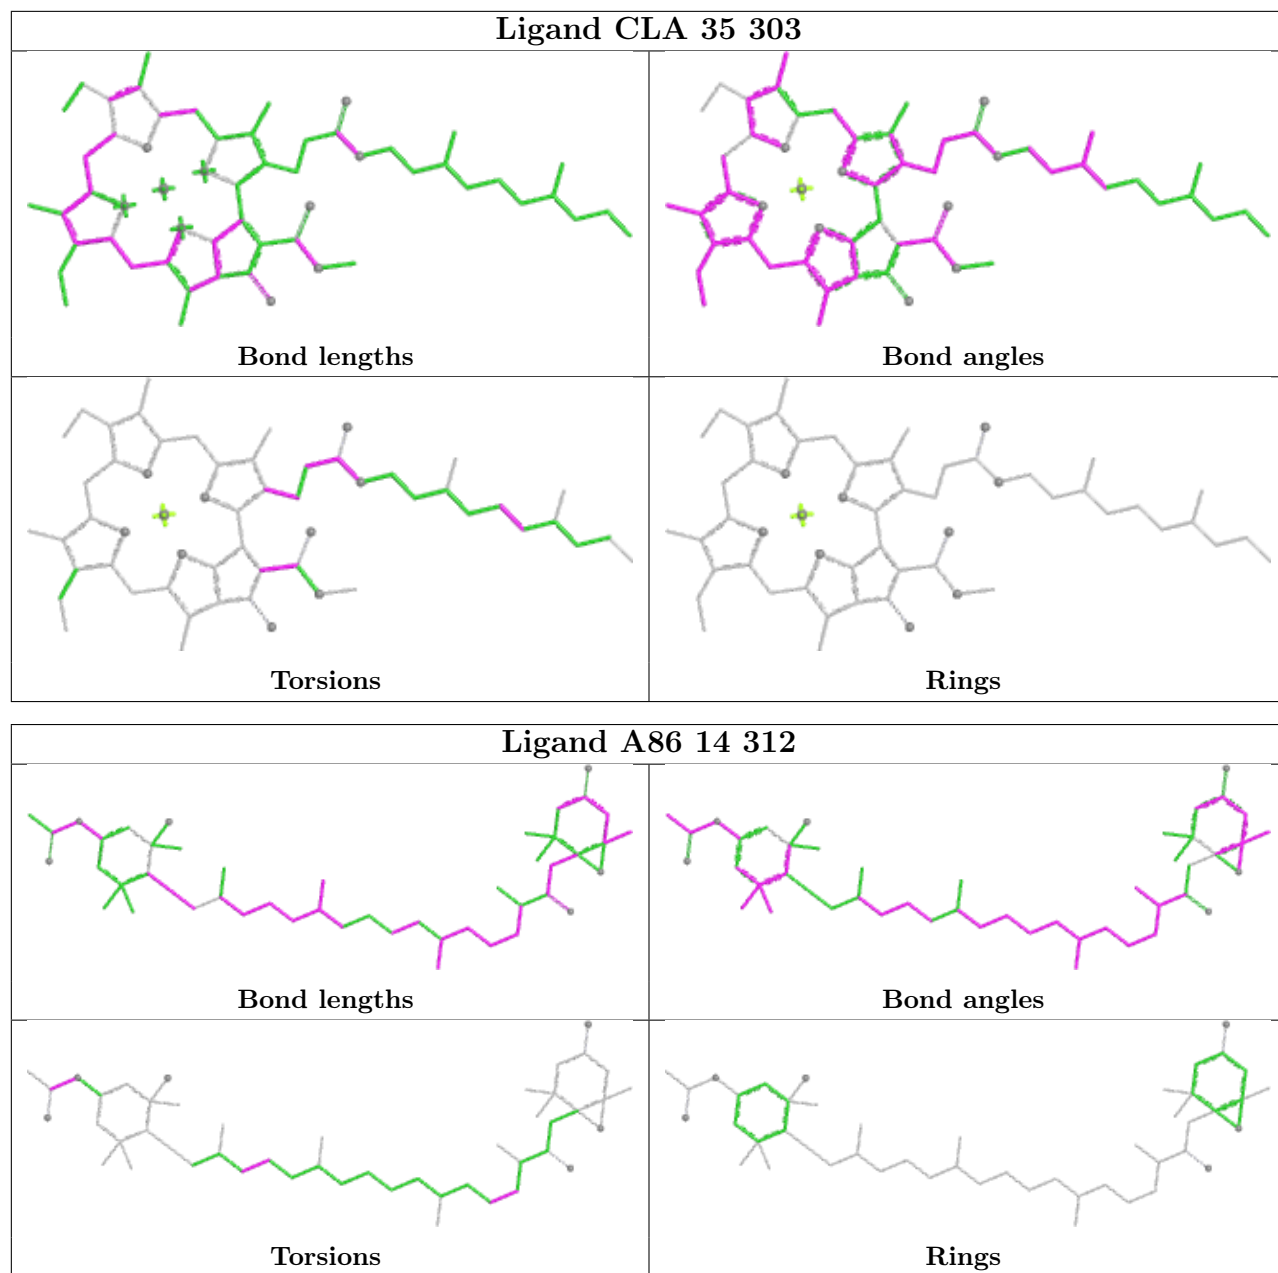 Ligand CLA 35 303
Bond lengths
Bond angles
Torsions
Rings
Ligand A86 14 312
Bond lengths
Bond angles
Torsions
Rings